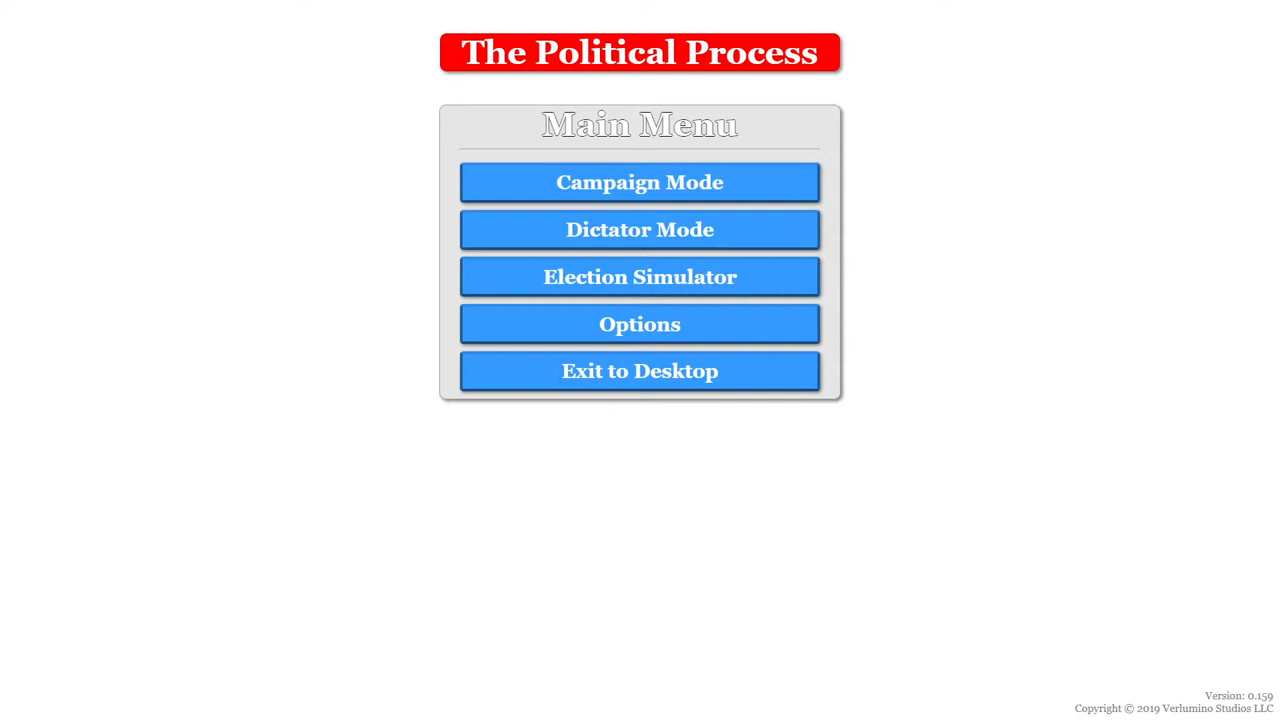 The Political Process
Main Menu
Campaign Mode
Dictator Mode
Election Simulator
Options
Exit to Desktop
Version: 0.159
Copyright © 2019 Verlumino Studios LLC